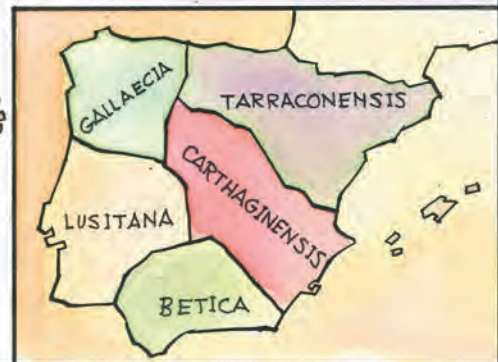 GALLAECIA
TARRACONENSIS
CARTHAGINENSIS
LUSITANA
BETICA